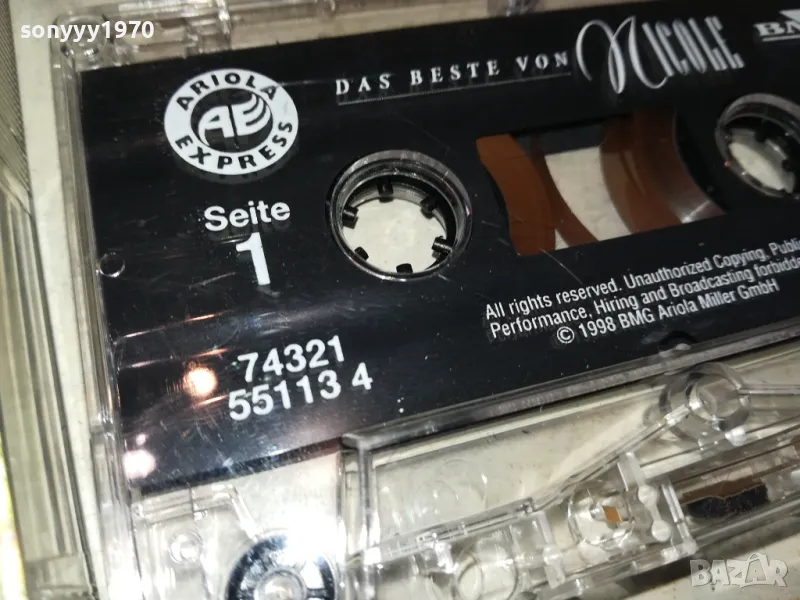 sonyyy1970
DAS BESTE VON NICOLE
ARIOLA
AE
EXPRESS
Seite
1
All rights reserved. Unauthorized Copying, Public
Performance, Hiring and Broadcasting forbidden
© 1998 BMG Ariola Miller GmbH
74321
55113 4
BAZAR